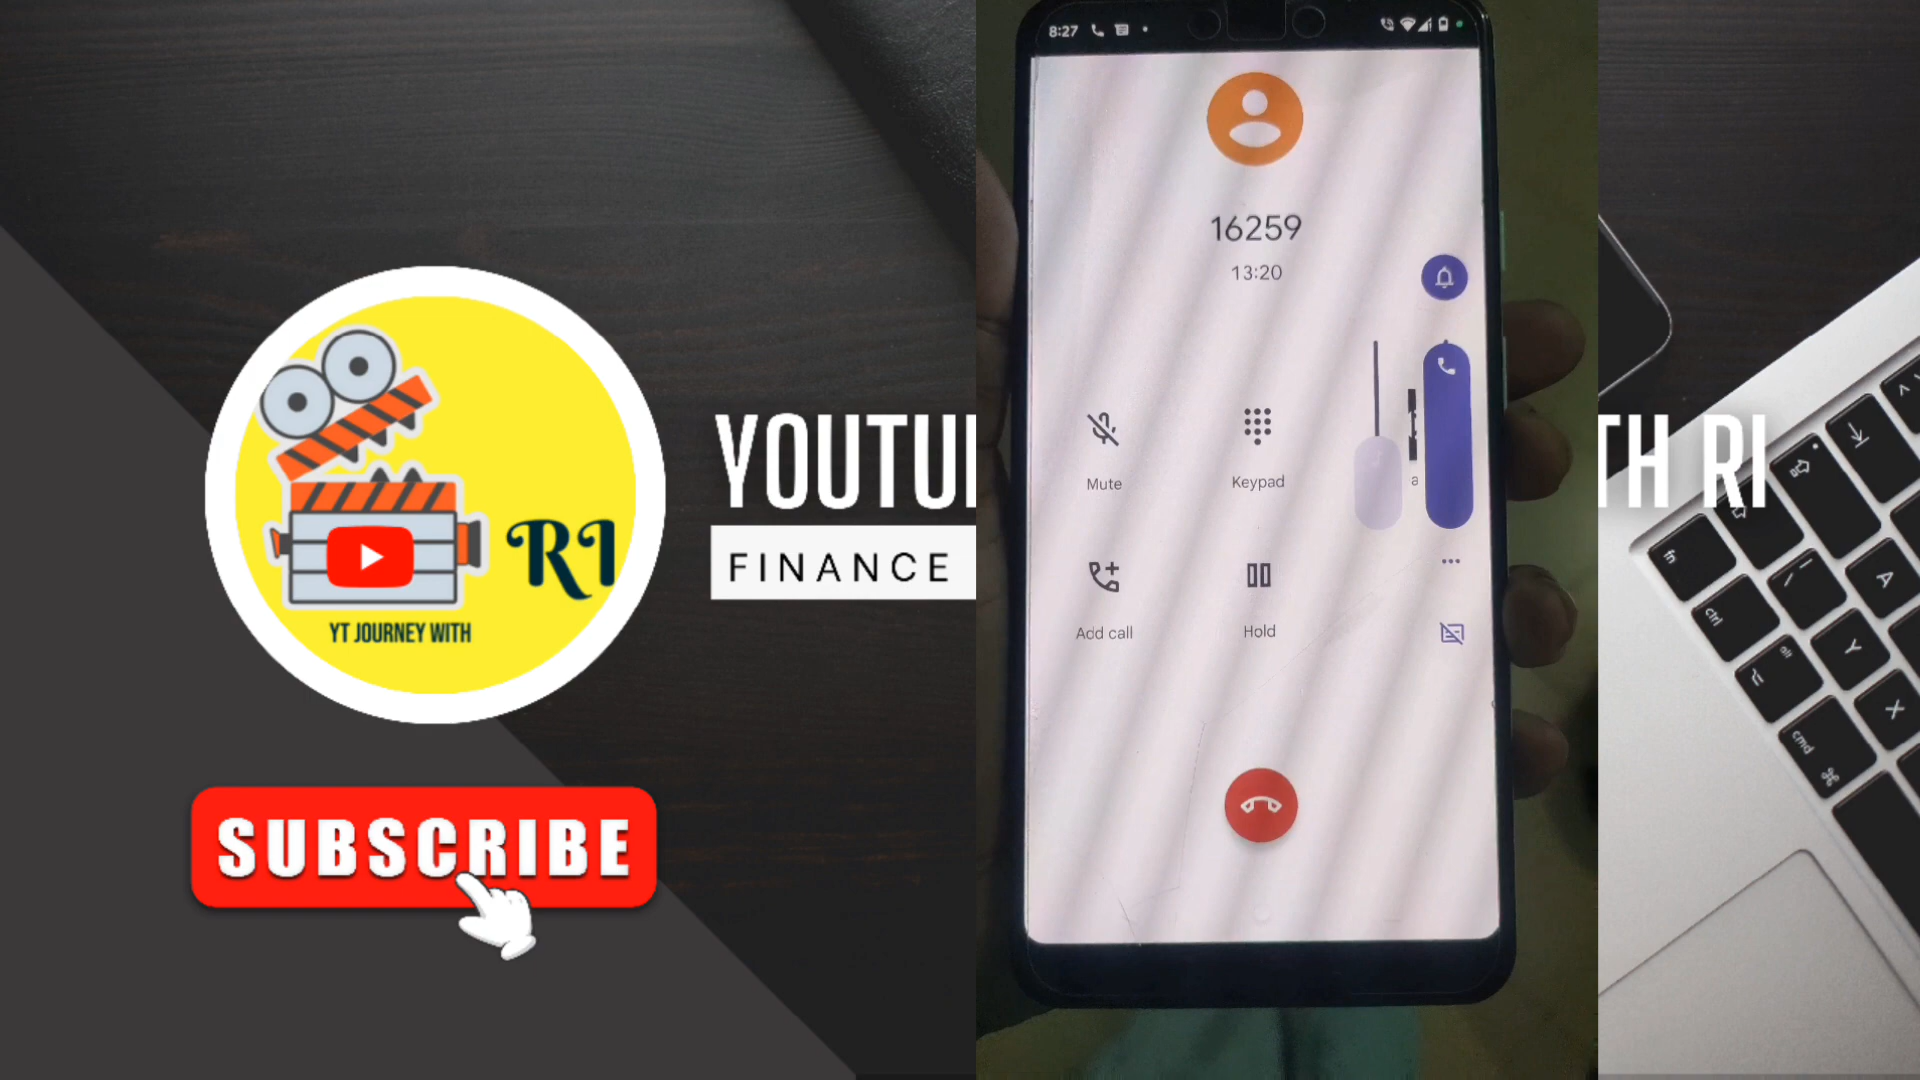 RI
YT JOURNEY WITH
SUBSCRIBE
YOUTU
TH RI
FINANCE
8:27
16259
13:20
Mute
Keypad
a
Add call
Hold
fn
ctrl
alt
cmd
⌘
A
Y
X